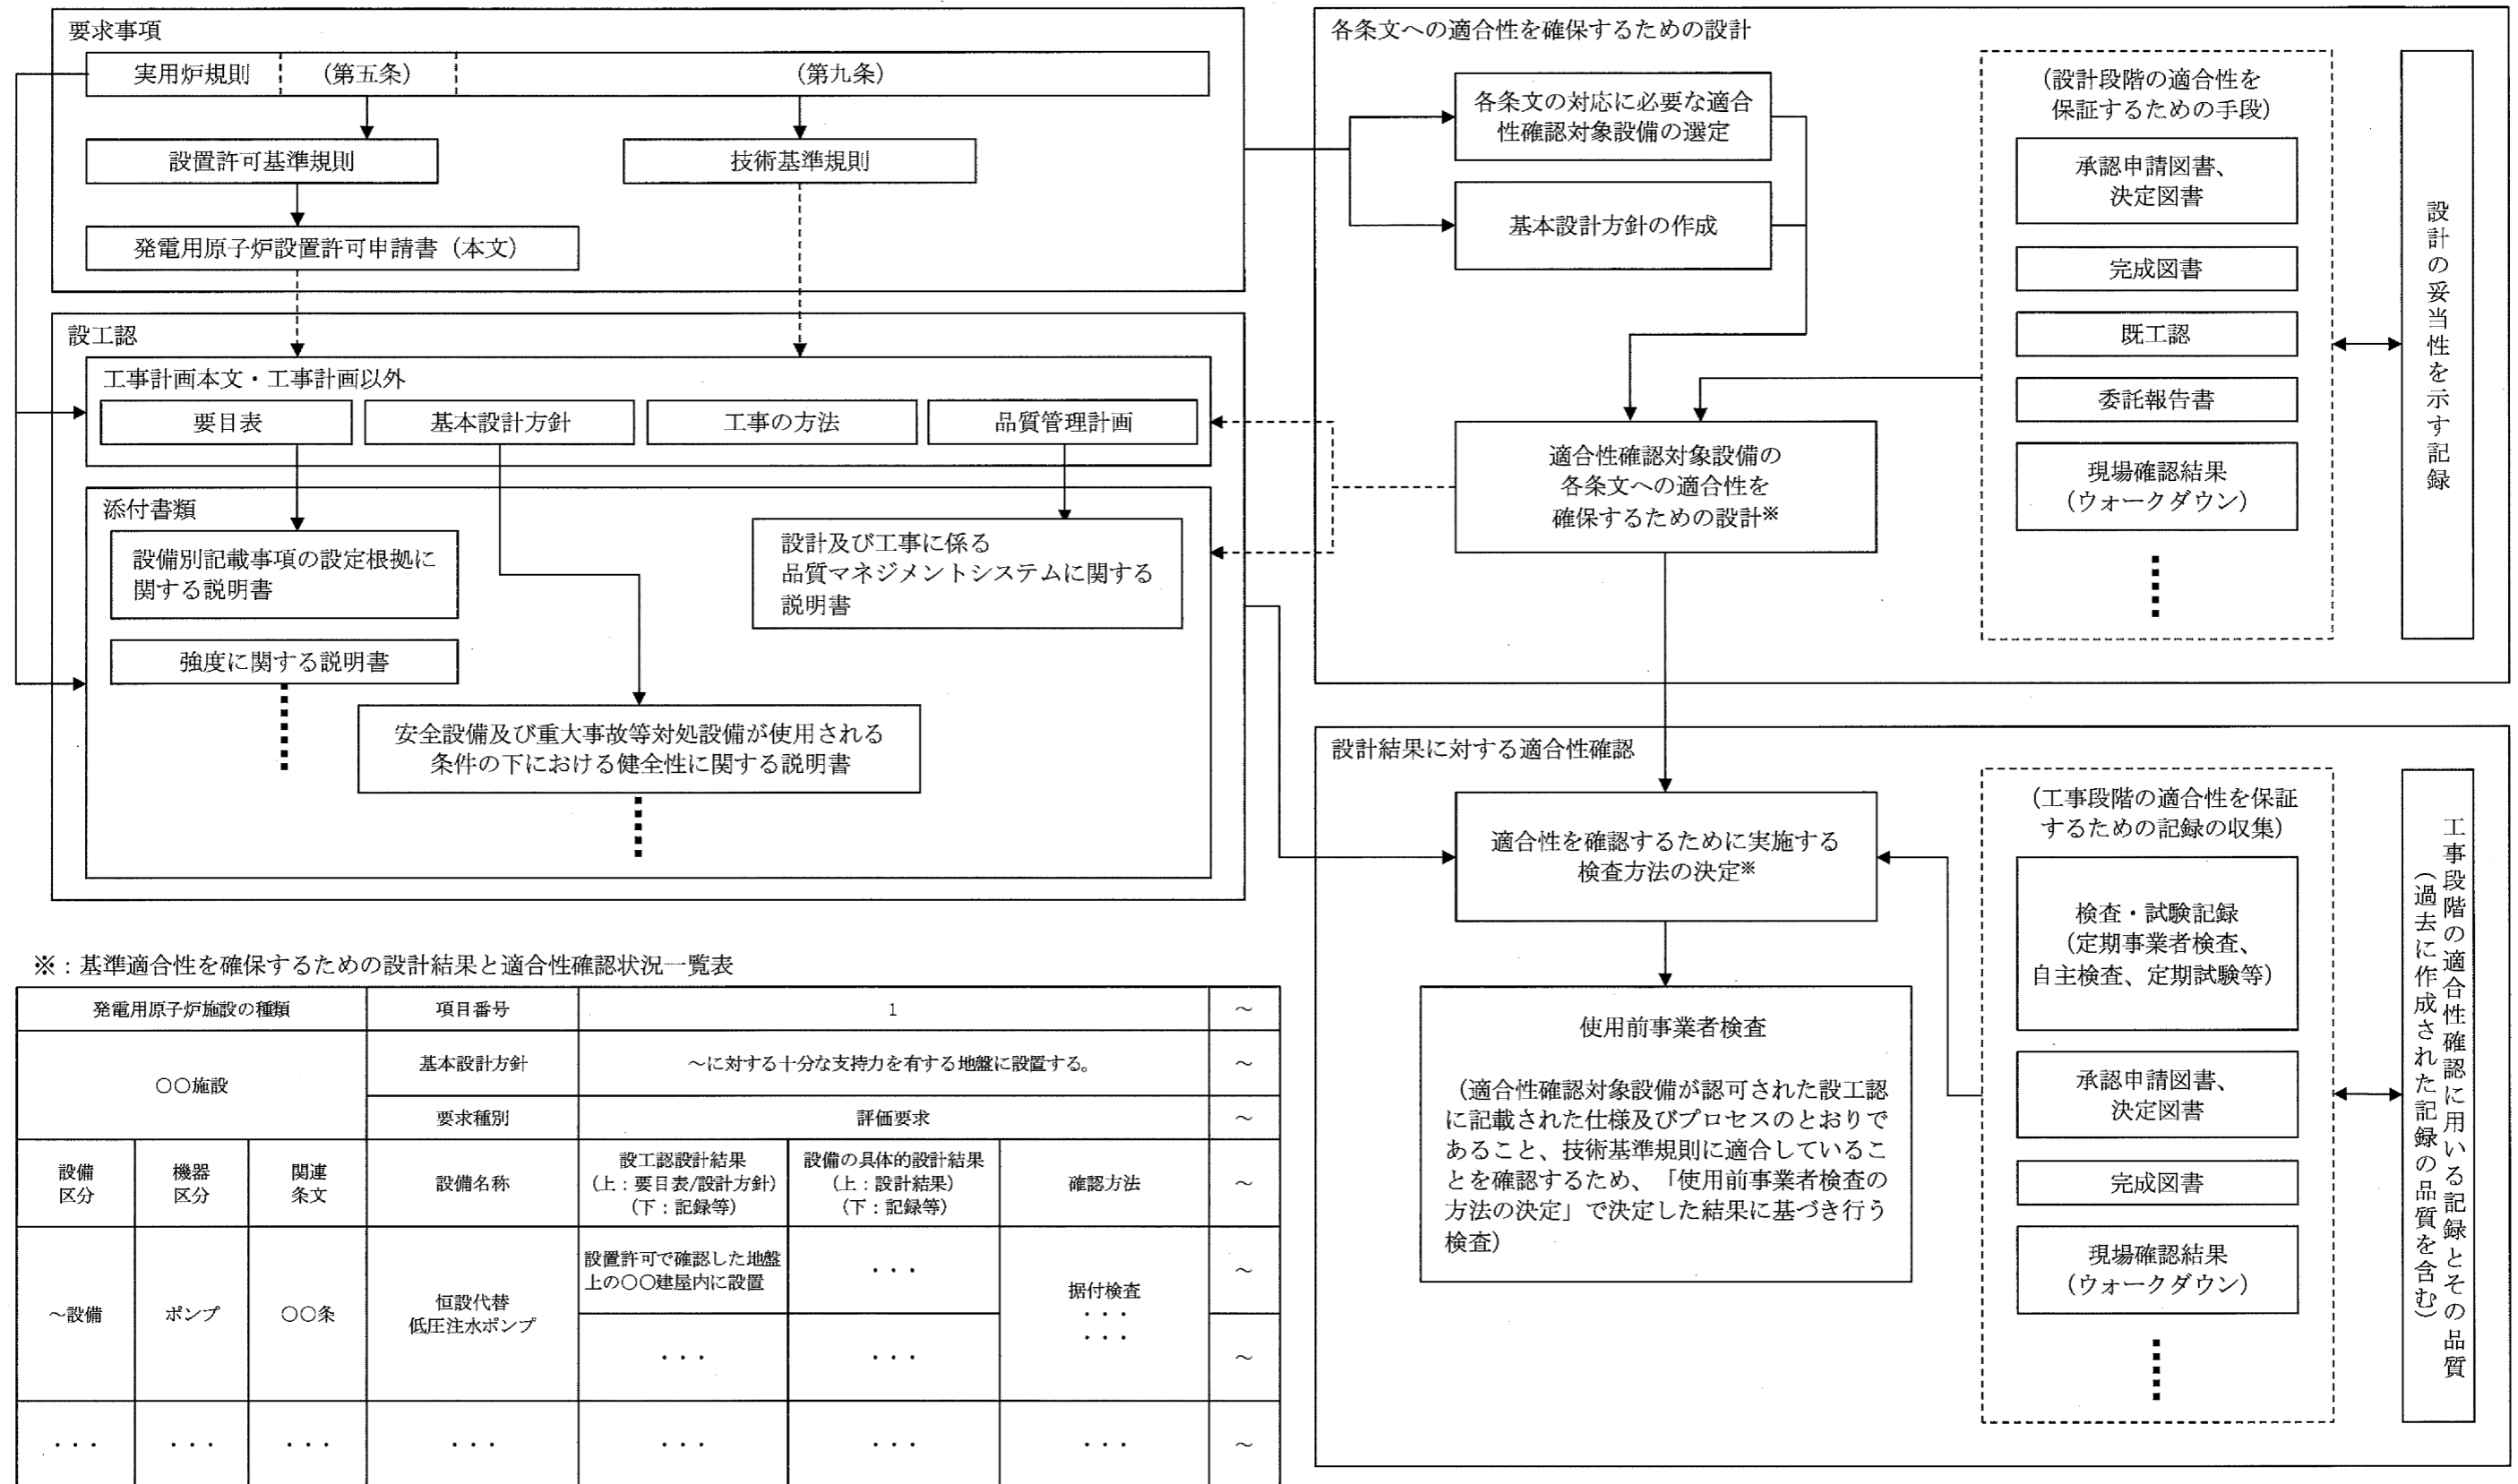 要求事項
実用炉規則
（第五条）
（第九条）
設置許可基準規則
技術基準規則
発電用原子炉設置許可申請書（本文）
設工認
工事計画本文・工事計画以外
要目表
基本設計方針
工事の方法
品質管理計画
添付書類
設備別記載事項の設定根拠に
関する説明書
強度に関する説明書
設計及び工事に係る
品質マネジメントシステムに関する
説明書
安全設備及び重大事故等対処設備が使用される
条件の下における健全性に関する説明書
各条文への適合性を確保するための設計
各条文の対応に必要な適合
性確認対象設備の選定
基本設計方針の作成
適合性確認対象設備の
各条文への適合性を
確保するための設計※
（設計段階の適合性を
保証するための手段）
承認申請図書、
決定図書
完成図書
既工認
委託報告書
現場確認結果
（ウォークダウン）
設計の妥当性を示す記録
設計結果に対する適合性確認
適合性を確認するために実施する
検査方法の決定※
使用前事業者検査
（適合性確認対象設備が認可された設工認
に記載された仕様及びプロセスのとおりで
あること、技術基準規則に適合しているこ
とを確認するため、「使用前事業者検査の
方法の決定」で決定した結果に基づき行う
検査）
（工事段階の適合性を保証
するための記録の収集）
検査・試験記録
（定期事業者検査、
自主検査、定期試験等）
承認申請図書、
決定図書
完成図書
現場確認結果
（ウォークダウン）
工事段階の適合性確認に用いる記録とその品質
（過去に作成された記録の品質を含む）
※：基準適合性を確保するための設計結果と適合性確認状況一覧表
発電用原子炉施設の種類 項目番号 1 ～
○○施設
基本設計方針 ～に対する十分な支持力を有する地盤に設置する。 ～
要求種別 評価要求 ～
設備
区分
機器
区分
関連
条文
設備名称
設工認設計結果
（上：要目表/設計方針）
（下：記録等）
設備の具体的設計結果
（上：設計結果）
（下：記録等）
確認方法
～
～設備
ポンプ
○○条
恒設代替
低圧注水ポンプ
設置許可で確認した地盤
上の○○建屋内に設置
・・・
据付検査
・・・
・・・
～
・・・ ・・・ ～
・・・ ・・・ ・・・ ・・・ ・・・ ・・・ ・・・ ～